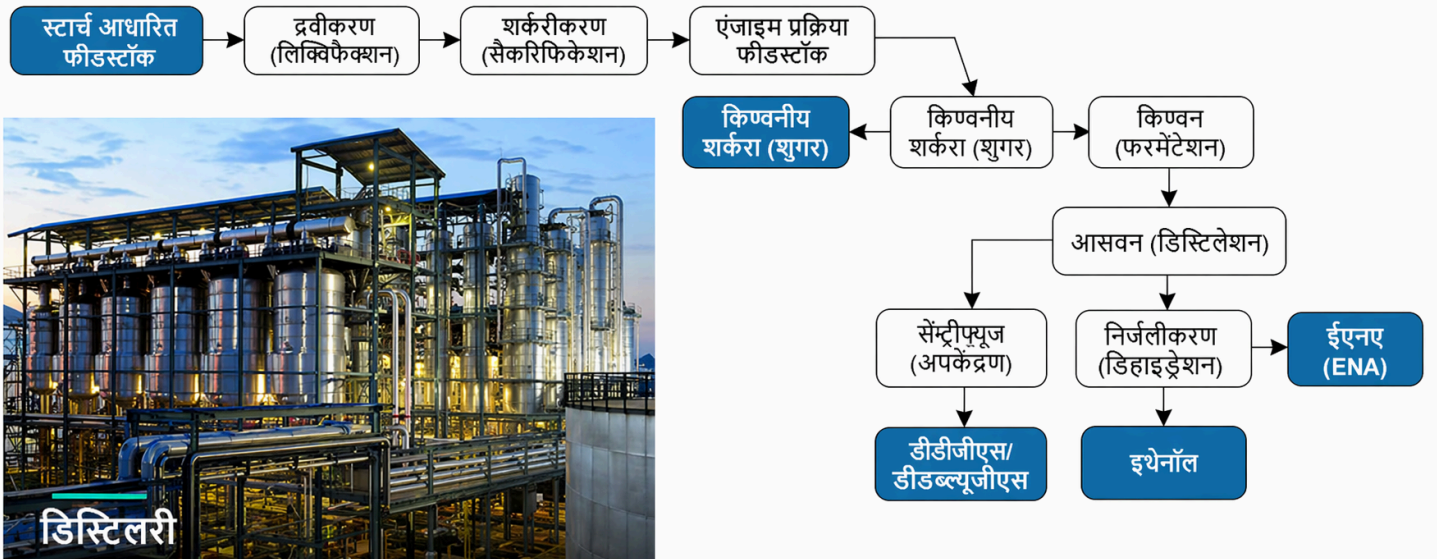 स्टार्च आधारित
फीडस्टॉक
द्रवीकरण
(लिक्विफैक्शन)
शर्करीकरण
(सैकरिफिकेशन)
एंजाइम प्रक्रिया
फीडस्टॉक
किण्वनीय
शर्करा (शुगर)
किण्वनीय
शर्करा (शुगर)
किण्वन
(फरमेंटेशन)
आसवन (डिस्टिलेशन)
सेंन्ट्रीफ्यूज
(अपकेंद्रण)
निर्जलीकरण
(डिहाइड्रेशन)
ईएनए
(ENA)
डीडीजीएस/
डीडब्ल्यूजीएस
इथेनॉल
डिस्टिलरी